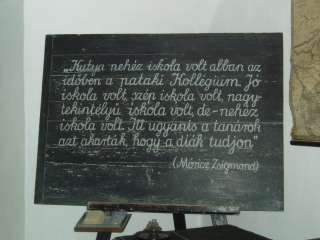 „Kutya nehéz iskola volt abban az
időben a pataki Kollégium. Jó
iskola volt, szép iskola volt, nagy-
tekintélyű iskola volt, de - nehéz
iskola volt. Itt ugyanis a tanárok
azt akarták, hogy a diák tudjon”
(Móricz Zsigmond)